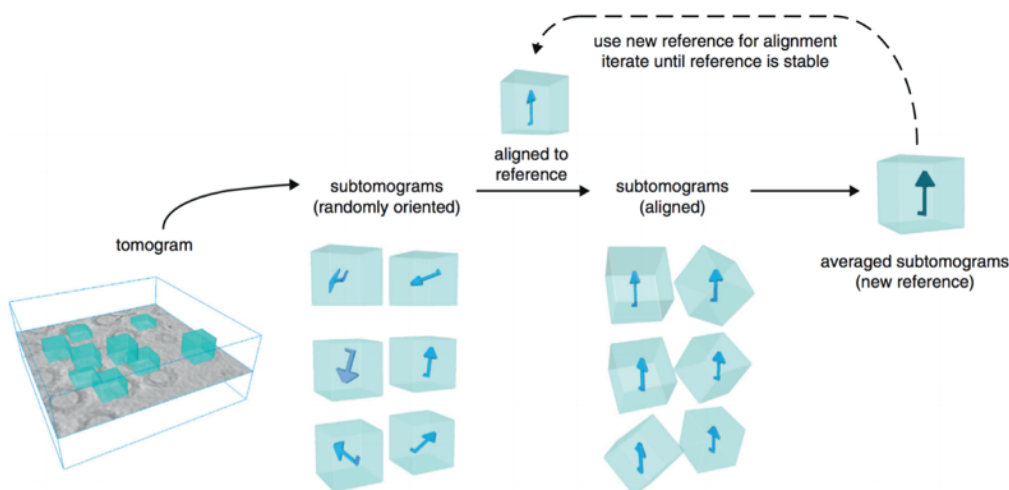 use new reference for alignment
iterate until reference is stable
aligned to
reference
subtomograms
(randomly oriented)
subtomograms
(aligned)
tomogram
averaged subtomograms
(new reference)